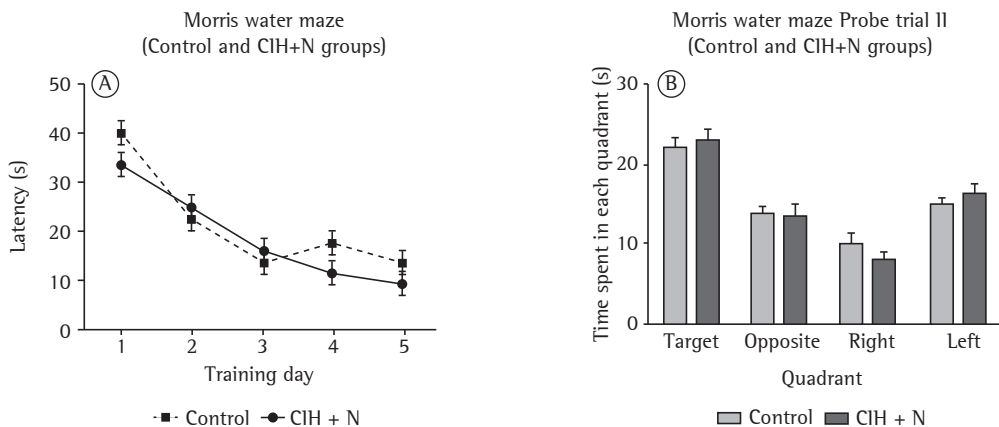 Morris water maze
(Control and CIH+N groups)
A
50
40
30
20
10
0
Latency (s)
1 2 3 4 5
Training day
Control CIH + N
Morris water maze Probe trial II
(Control and CIH+N groups)
B
30
20
10
0
Time spent in each quadrant (s)
Target Opposite Right Left
Quadrant
Control CIH + N